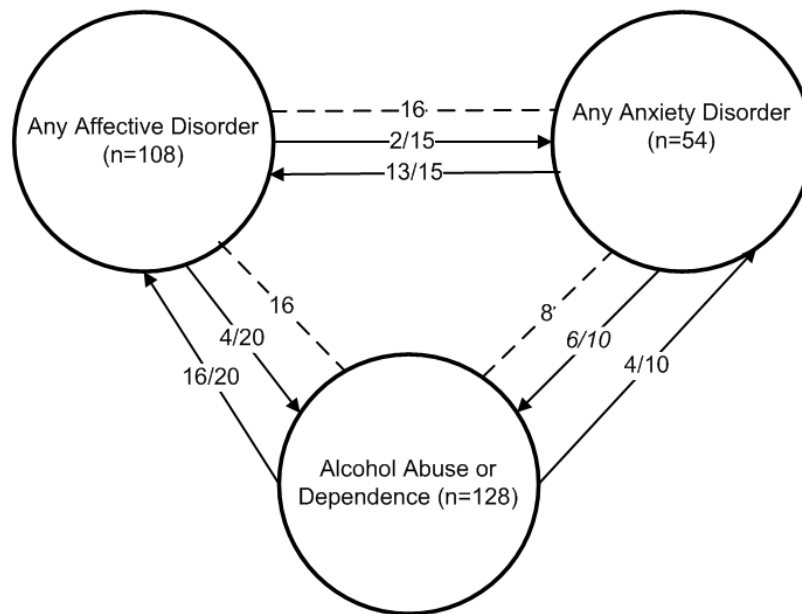 Any Affective Disorder
(n=108)
16
Any Anxiety Disorder
(n=54)
2/15
13/15
16
8
4/20
6/10
16/20
4/10
Alcohol Abuse or
Dependence (n=128)